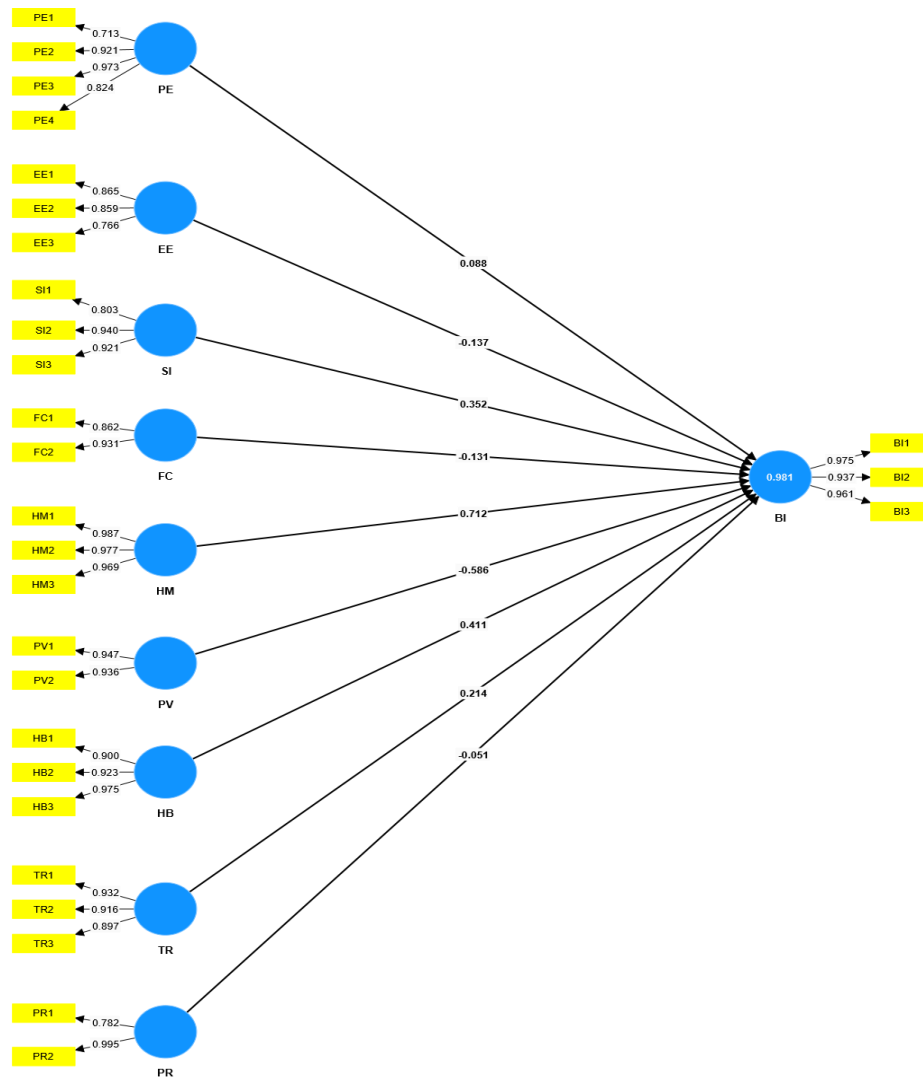 PE1
0.713
PE2
0.921
PE3
0.973
0.824
PE4
PE
0.088
EE1
0.865
EE2
0.859
EE3
0.766
EE
-0.137
SI1
0.803
SI2
0.940
SI3
0.921
SI
0.352
FC1
0.862
FC2
0.931
FC
-0.131
HM1
0.987
HM2
0.977
HM3
0.969
HM
0.712
PV1
0.947
PV2
0.936
PV
-0.586
HB1
0.900
HB2
0.923
HB3
0.975
HB
0.411
TR1
0.932
TR2
0.916
TR3
0.897
TR
0.214
PR1
0.782
PR2
0.995
PR
-0.051
0.981
BI
0.975
BI1
0.937
BI2
0.961
BI3